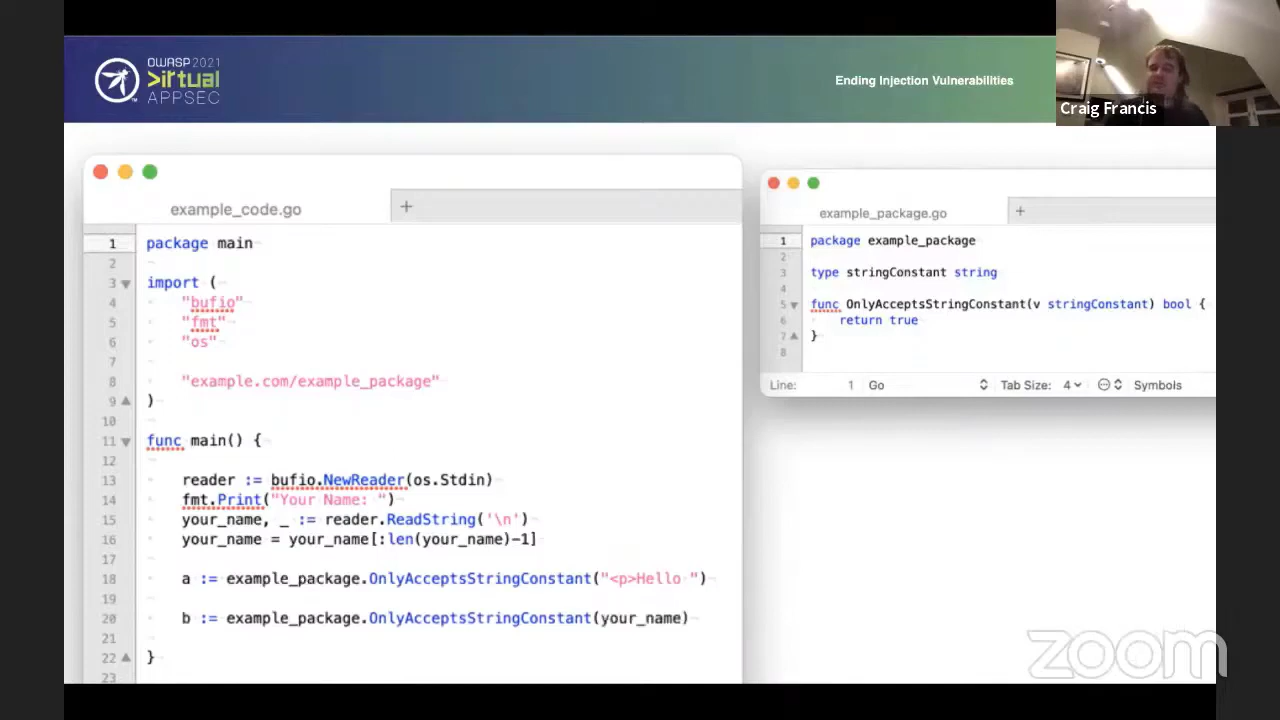 OWASP 2021
>irtual
APPSEC
Ending Injection Vulnerabilities
Craig Francis
example_code.go
+
1 package main
2
3 import (
4 "bufio"
5 "fmt"
6 "os"
7
8 "example.com/example_package"
9 )
10
11 func main() {
12
13 reader := bufio.NewReader(os.Stdin)
14 fmt.Print("Your Name: ")
15 your_name, _ := reader.ReadString('\n')
16 your_name = your_name[:len(your_name)-1]
17
18 a := example_package.OnlyAcceptsStringConstant("<p>Hello ")
19
20 b := example_package.OnlyAcceptsStringConstant(your_name)
21
22 }
23
example_package.go
+
1 package example_package
2
3 type stringConstant string
4
5 func OnlyAcceptsStringConstant(v stringConstant) bool {
6 return true
7 }
8
Line: 1 Go Tab Size: 4 Symbols
zoom